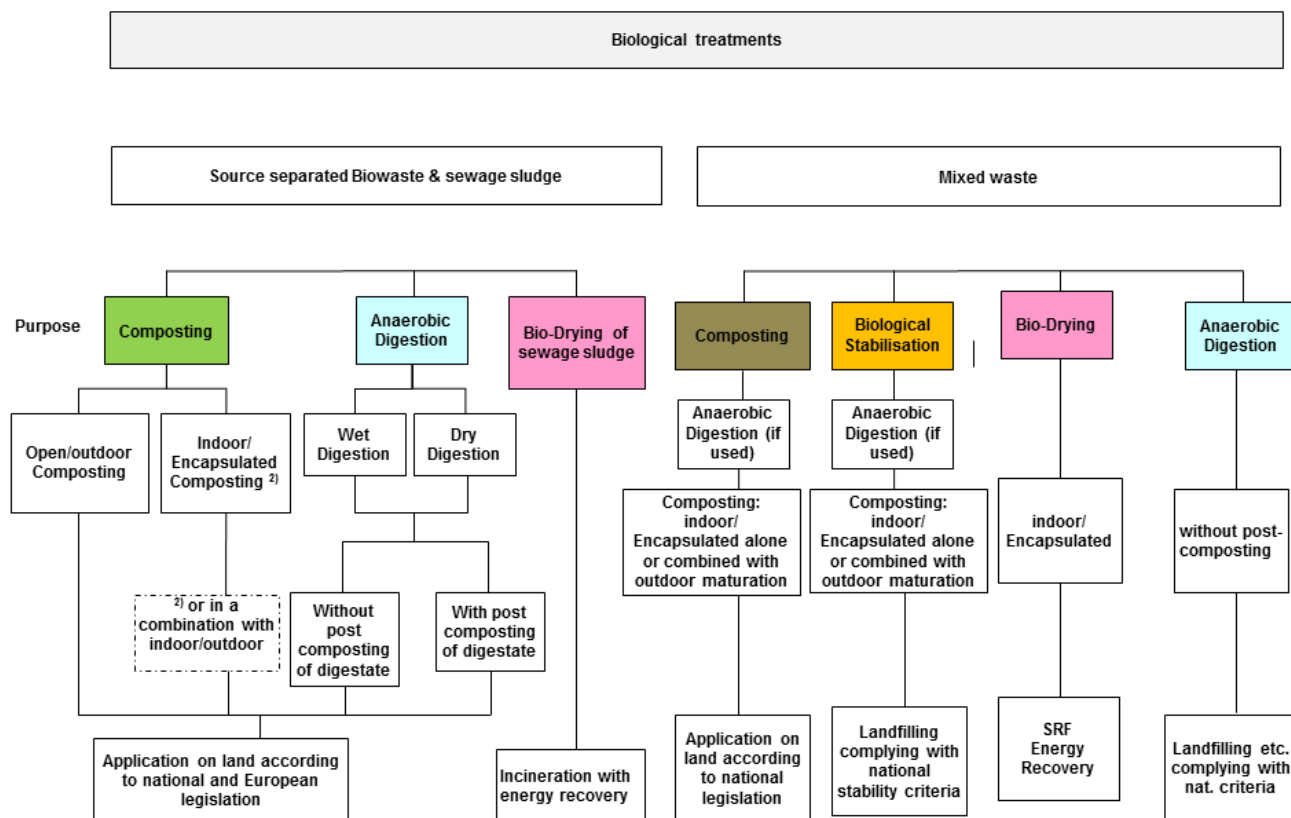 Biological treatments
Source separated Biowaste & sewage sludge
Mixed waste
Purpose
Composting
Anaerobic
Digestion
Bio-Drying of
sewage sludge
Composting
Biological
Stabilisation
Bio-Drying
Anaerobic
Digestion
Open/outdoor
Composting
Indoor/
Encapsulated
Composting 2)
Wet
Digestion
Dry
Digestion
Anaerobic
Digestion (if
used)
Anaerobic
Digestion (if
used)
Composting:
indoor/
Encapsulated alone
or combined with
outdoor maturation
Composting:
indoor/
Encapsulated alone
or combined with
outdoor maturation
indoor/
Encapsulated
without post-
composting
2) or in a
combination with
indoor/outdoor
Without
post
composting
of digestate
With post
composting
of digestate
Application on land according
to national and European
legislation
Incineration with
energy recovery
Application on
land according
to national
legislation
Landfilling
complying with
national
stability criteria
SRF
Energy
Recovery
Landfilling etc.
complying with
nat. criteria